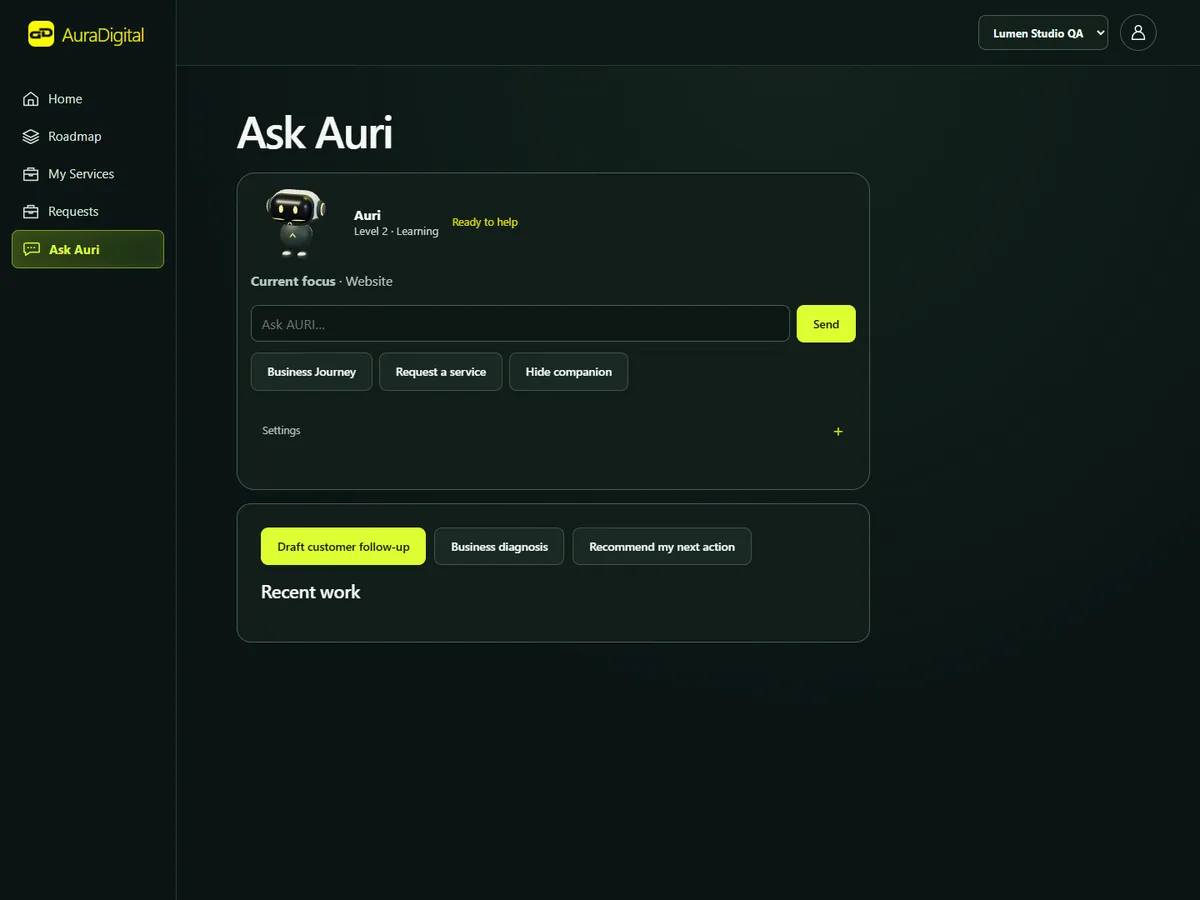 AuraDigital
Lumen Studio QA
Home
Roadmap
My Services
Requests
Ask Auri
Ask Auri
Auri
Level 2 · Learning
Ready to help
Current focus · Website
Ask AURI...
Send
Business Journey
Request a service
Hide companion
Settings
+
Draft customer follow-up
Business diagnosis
Recommend my next action
Recent work